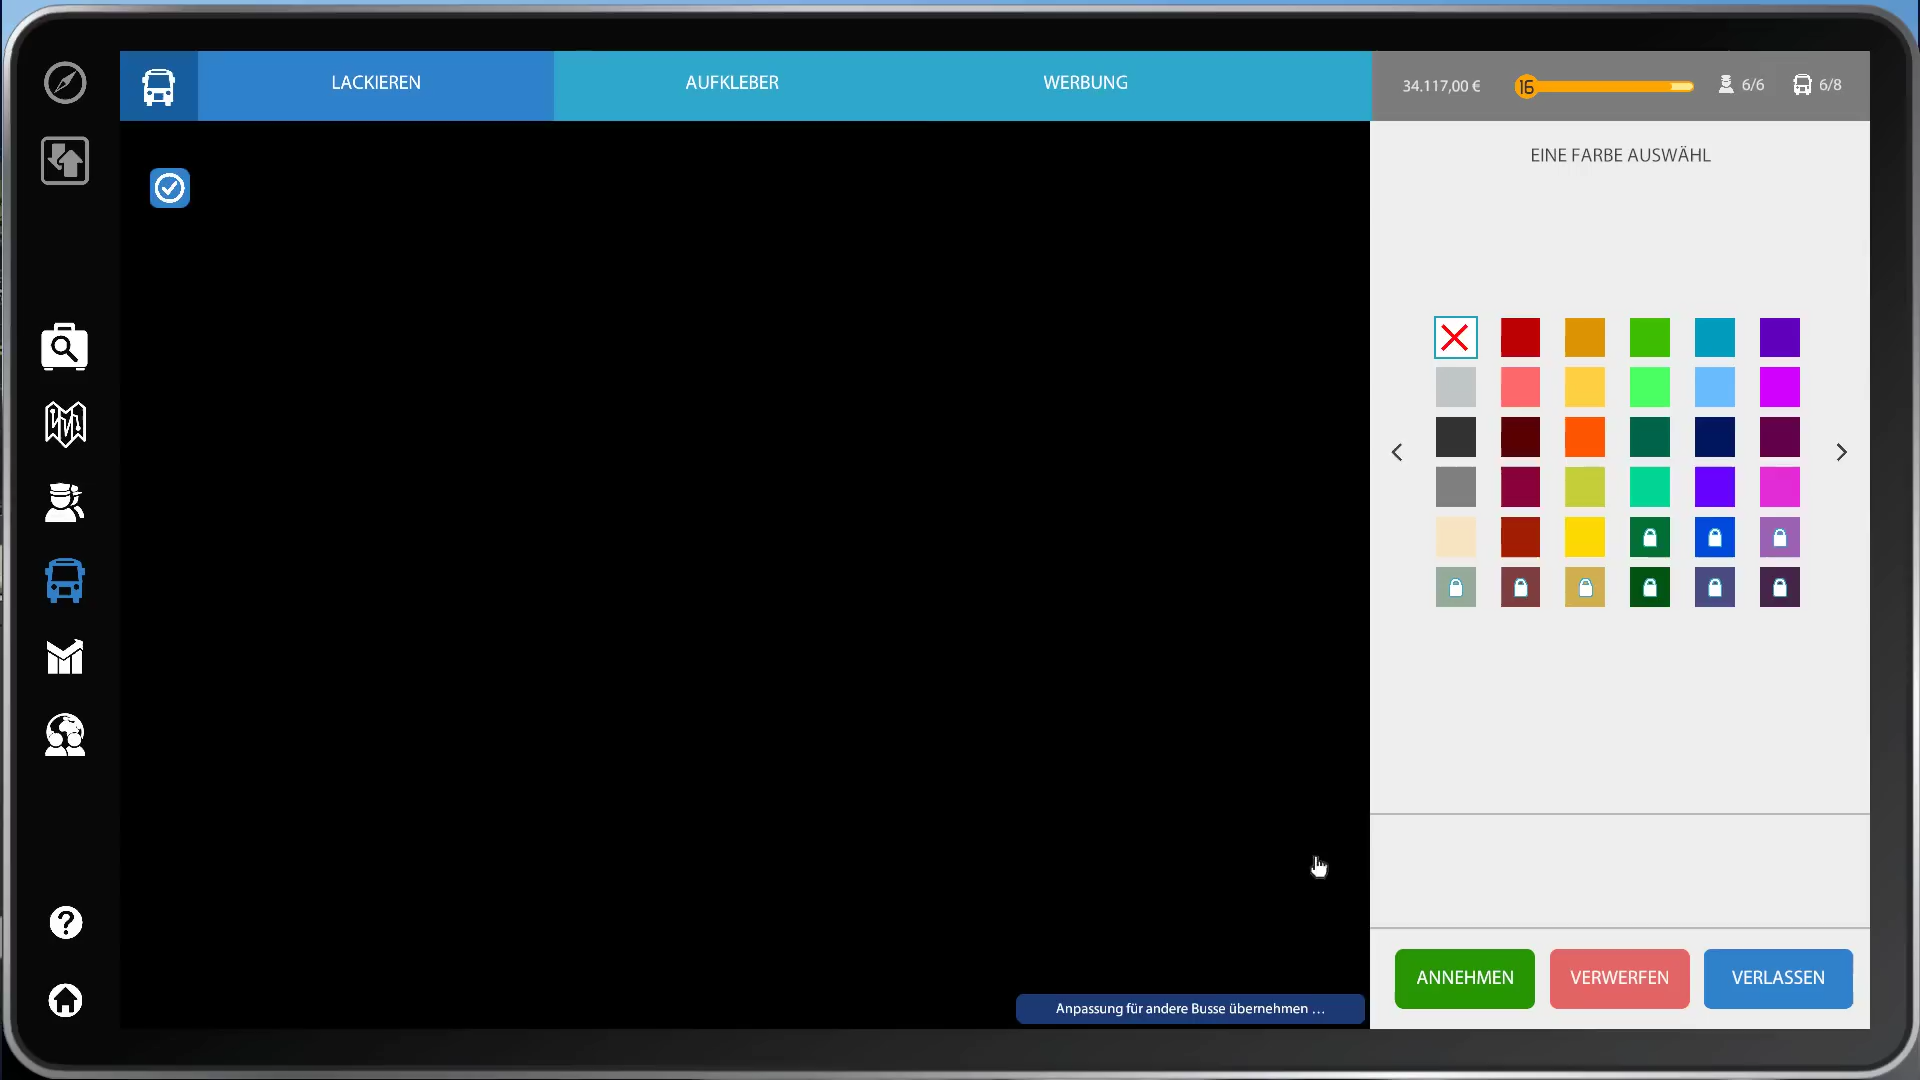 LACKIEREN
AUFKLEBER
WERBUNG
34.117,00 €
16
6/6
6/8
EINE FARBE AUSWÄHL
ANNEHMEN
VERWERFEN
VERLASSEN
Anpassung für andere Busse übernehmen ...